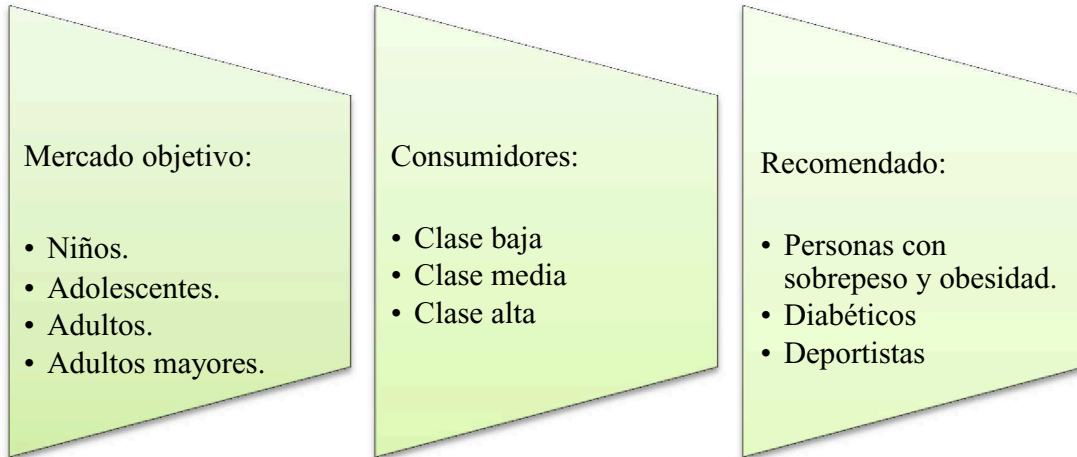 Mercado objetivo:
• Niños.
• Adolescentes.
• Adultos.
• Adultos mayores.
Consumidores:
• Clase baja
• Clase media
• Clase alta
Recomendado:
• Personas con
sobrepeso y obesidad.
• Diabéticos
• Deportistas